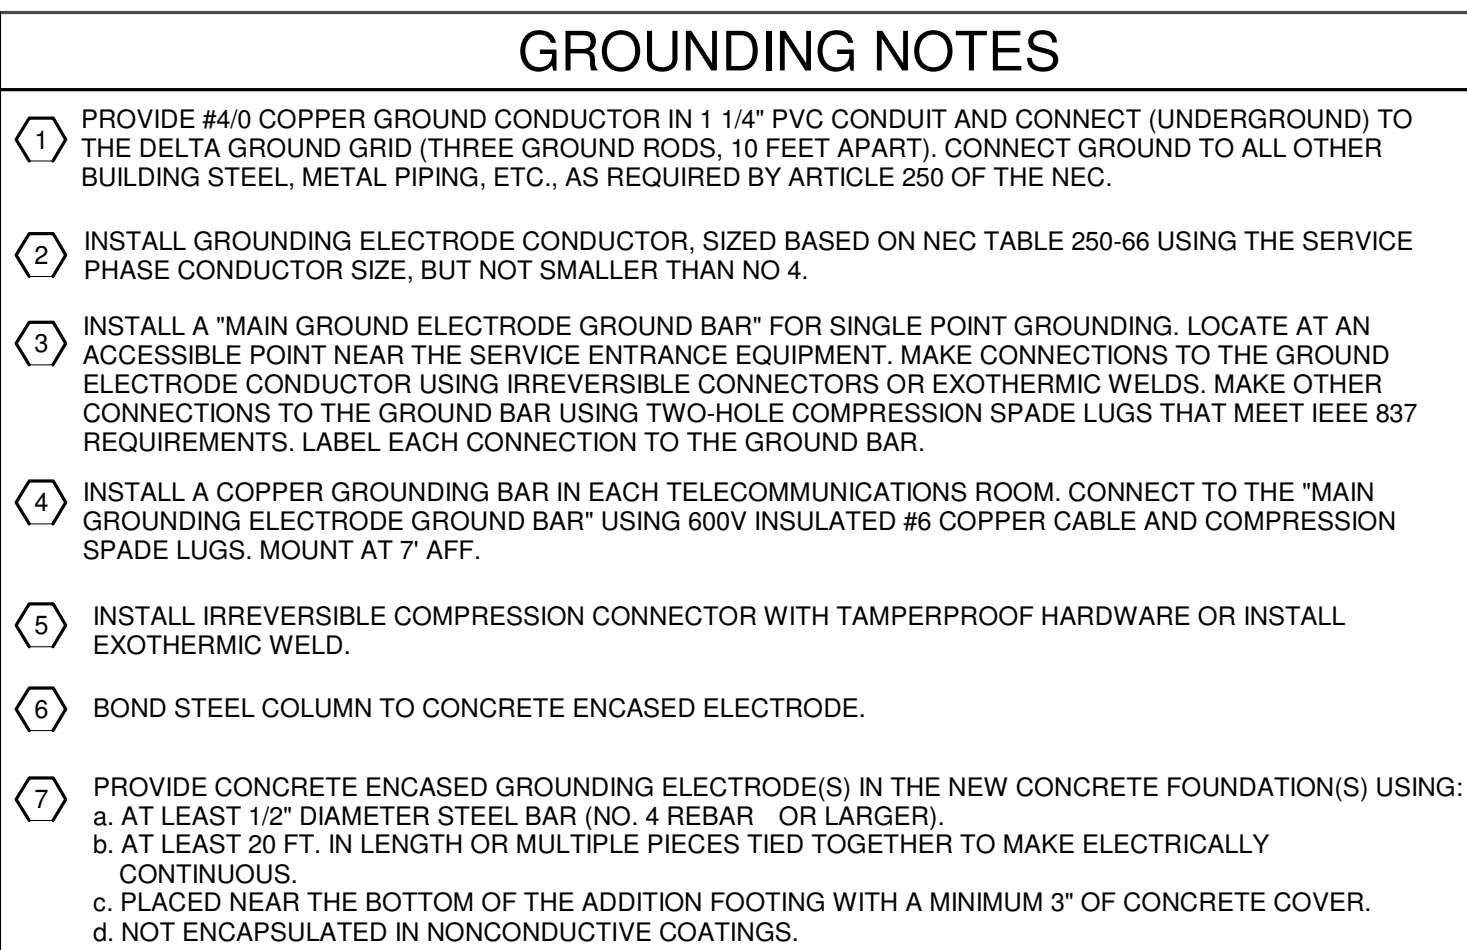 GROUNDING NOTES
1 PROVIDE #4/0 COPPER GROUND CONDUCTOR IN 1 1/4" PVC CONDUIT AND CONNECT (UNDERGROUND) TO
THE DELTA GROUND GRID (THREE GROUND RODS, 10 FEET APART). CONNECT GROUND TO ALL OTHER
BUILDING STEEL, METAL PIPING, ETC., AS REQUIRED BY ARTICLE 250 OF THE NEC.
2 INSTALL GROUNDING ELECTRODE CONDUCTOR, SIZED BASED ON NEC TABLE 250-66 USING THE SERVICE
PHASE CONDUCTOR SIZE, BUT NOT SMALLER THAN NO 4.
3 INSTALL A "MAIN GROUND ELECTRODE GROUND BAR" FOR SINGLE POINT GROUNDING. LOCATE AT AN
ACCESSIBLE POINT NEAR THE SERVICE ENTRANCE EQUIPMENT. MAKE CONNECTIONS TO THE GROUND
ELECTRODE CONDUCTOR USING IRREVERSIBLE CONNECTORS OR EXOTHERMIC WELDS. MAKE OTHER
CONNECTIONS TO THE GROUND BAR USING TWO-HOLE COMPRESSION SPADE LUGS THAT MEET IEEE 837
REQUIREMENTS. LABEL EACH CONNECTION TO THE GROUND BAR.
4 INSTALL A COPPER GROUNDING BAR IN EACH TELECOMMUNICATIONS ROOM. CONNECT TO THE "MAIN
GROUNDING ELECTRODE GROUND BAR" USING 600V INSULATED #6 COPPER CABLE AND COMPRESSION
SPADE LUGS. MOUNT AT 7' AFF.
5 INSTALL IRREVERSIBLE COMPRESSION CONNECTOR WITH TAMPERPROOF HARDWARE OR INSTALL
EXOTHERMIC WELD.
6 BOND STEEL COLUMN TO CONCRETE ENCASED ELECTRODE.
7 PROVIDE CONCRETE ENCASED GROUNDING ELECTRODE(S) IN THE NEW CONCRETE FOUNDATION(S) USING:
a. AT LEAST 1/2" DIAMETER STEEL BAR (NO. 4 REBAR OR LARGER).
b. AT LEAST 20 FT. IN LENGTH OR MULTIPLE PIECES TIED TOGETHER TO MAKE ELECTRICALLY
CONTINUOUS.
c. PLACED NEAR THE BOTTOM OF THE ADDITION FOOTING WITH A MINIMUM 3" OF CONCRETE COVER.
d. NOT ENCAPSULATED IN NONCONDUCTIVE COATINGS.